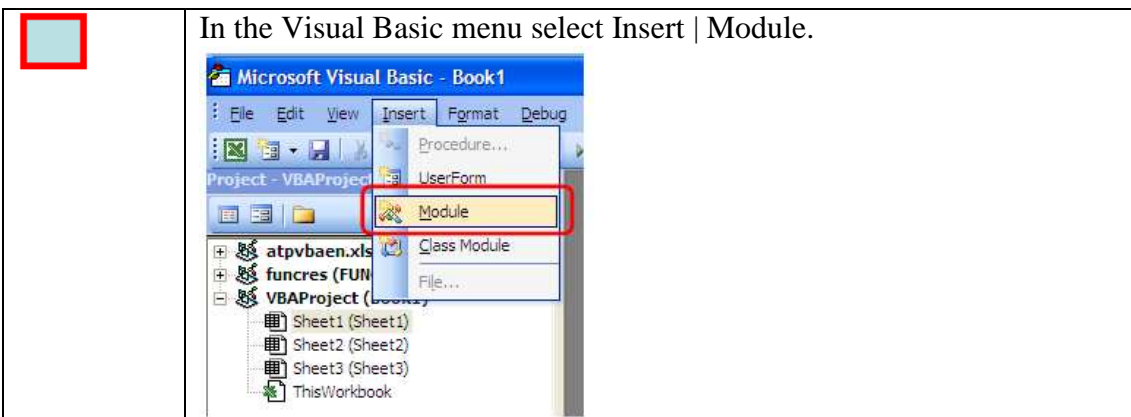 In the Visual Basic menu select Insert | Module.
Microsoft Visual Basic - Book1
File Edit View Insert Format Debug
Procedure...
Project - VBAProject
UserForm
Module
Class Module
File...
atpvbaen.xls
funcres (FUN
VBAProject (Book1)
Sheet1 (Sheet1)
Sheet2 (Sheet2)
Sheet3 (Sheet3)
ThisWorkbook